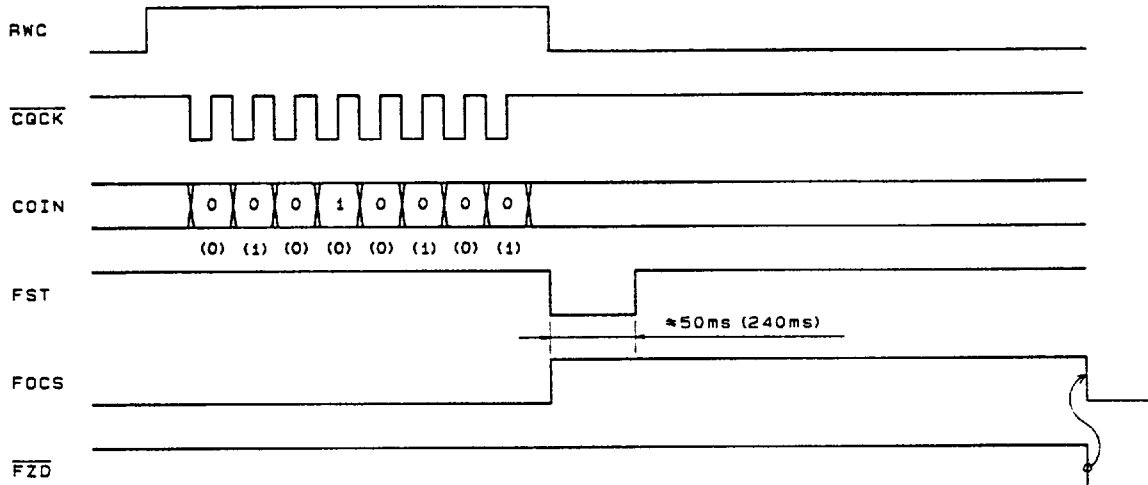 RWC
CQCK
COIN 0 0 0 1 0 0 0 0
(0) (1) (0) (0) (0) (1) (0) (1)
FST
≈50ms (240ms)
FOCS
FZD